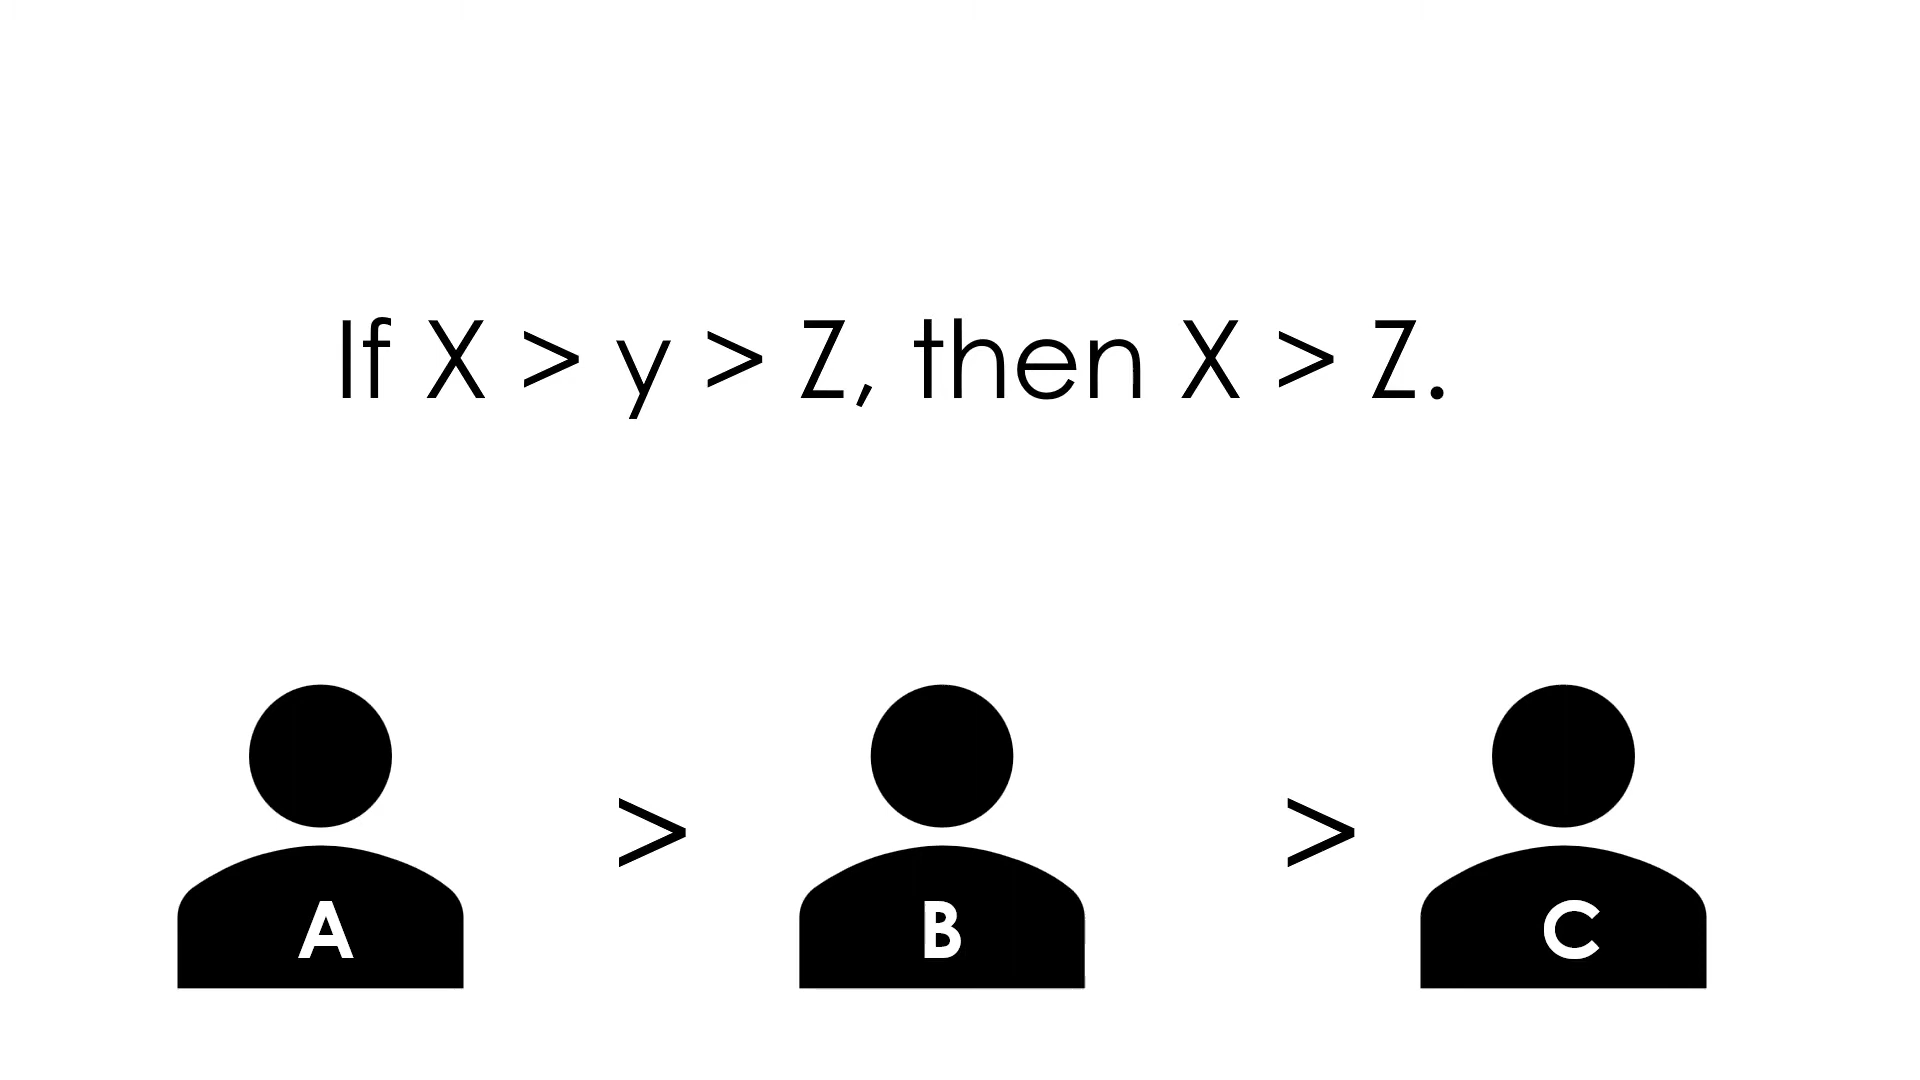 If X > y > Z, then X > Z.
A > B > C